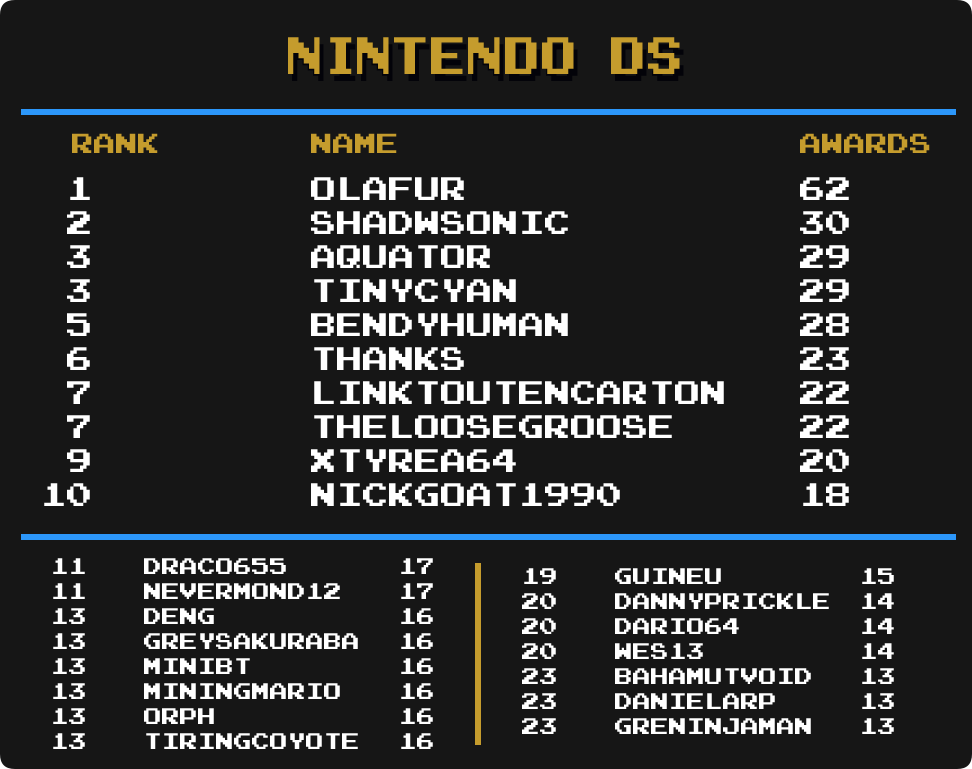 NINTENDO DS
RANK NAME AWARDS
1 OLAFUR 62
2 SHADWSONIC 30
3 AQUATOR 29
3 TINYCYAN 29
5 BENDYHUMAN 28
6 THANKS 23
7 LINKTOUTENCARTON 22
7 THELOOSEGROOSE 22
9 XTYREA64 20
10 NICKGOAT1990 18
11 DRACO655 17
11 NEVERMOND12 17
13 DENG 16
13 GREYSAKURABA 16
13 MINIBT 16
13 MININGMARIO 16
13 ORPH 16
13 TIRINGCOYOTE 16
19 GUINEU 15
20 DANNYPRICKLE 14
20 DARIO64 14
20 WES13 14
23 BAHAMUTVOID 13
23 DANIELARP 13
23 GRENINJAMAN 13